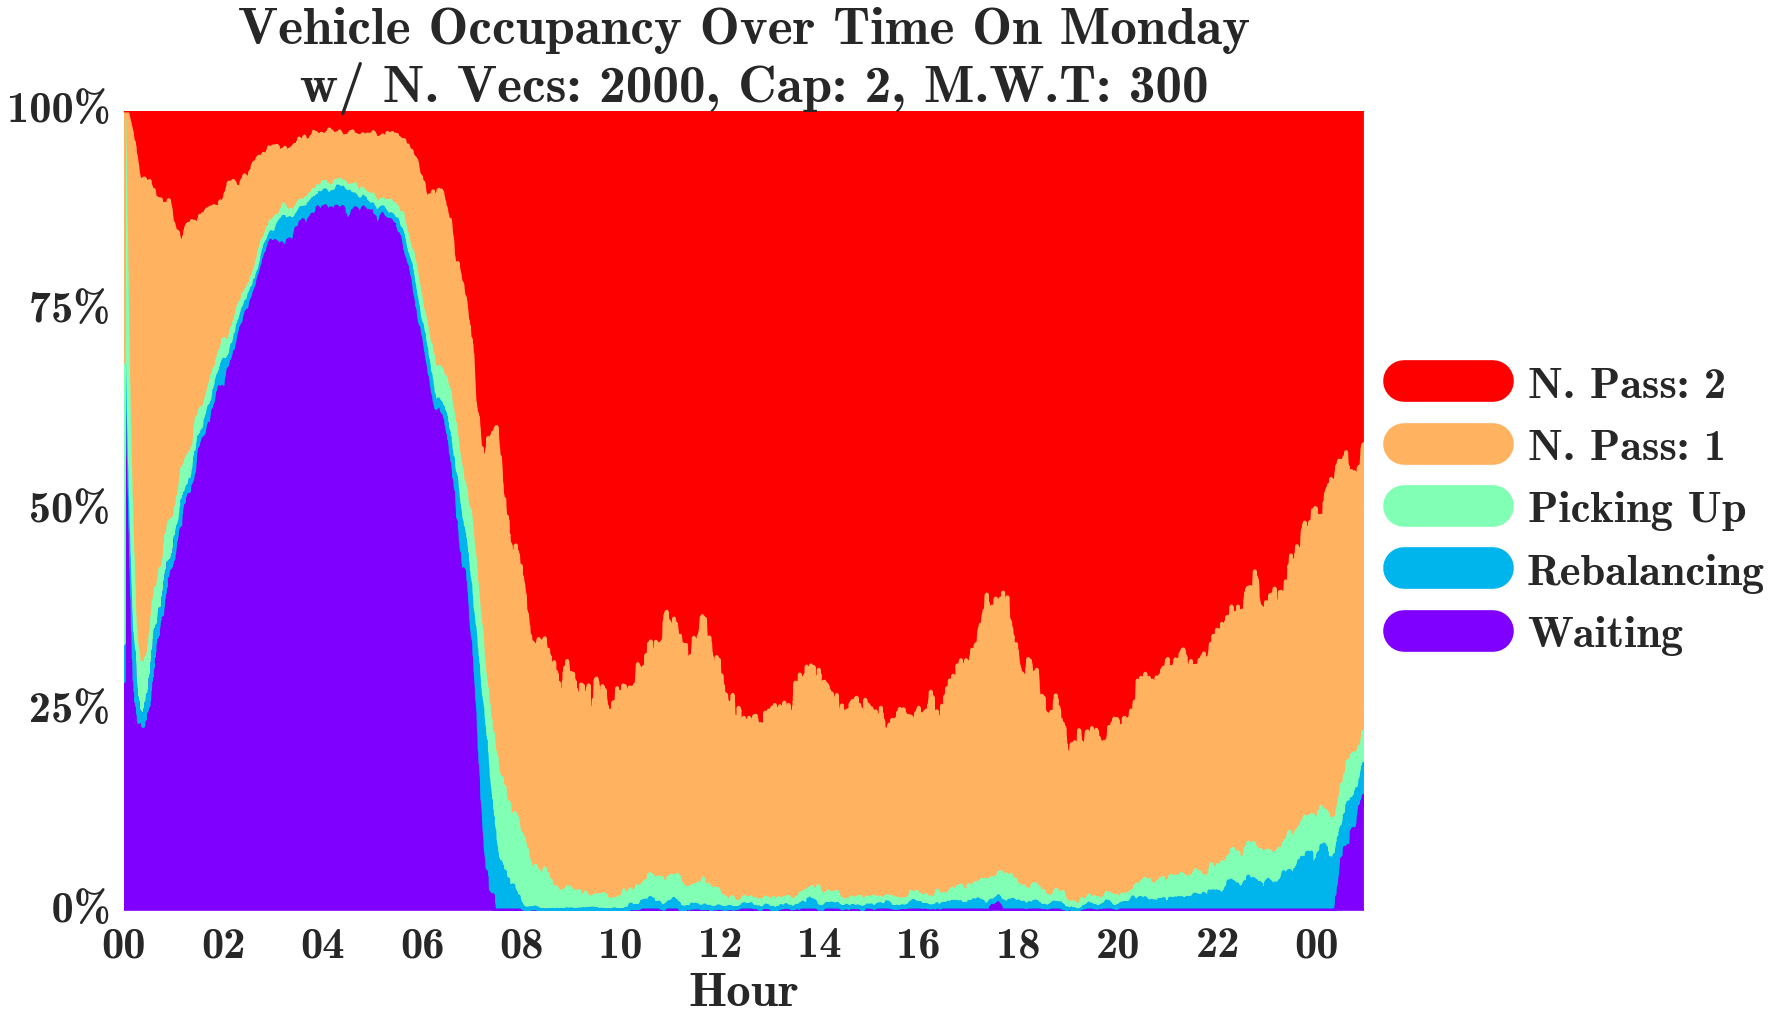 Vehicle Occupancy Over Time On Monday
w/ N. Vecs: 2000, Cap: 2, M.W.T: 300
100%
75%
50%
25%
0%
00 02 04 06 08 10 12 14 16 18 20 22 00
Hour
N. Pass: 2
N. Pass: 1
Picking Up
Rebalancing
Waiting